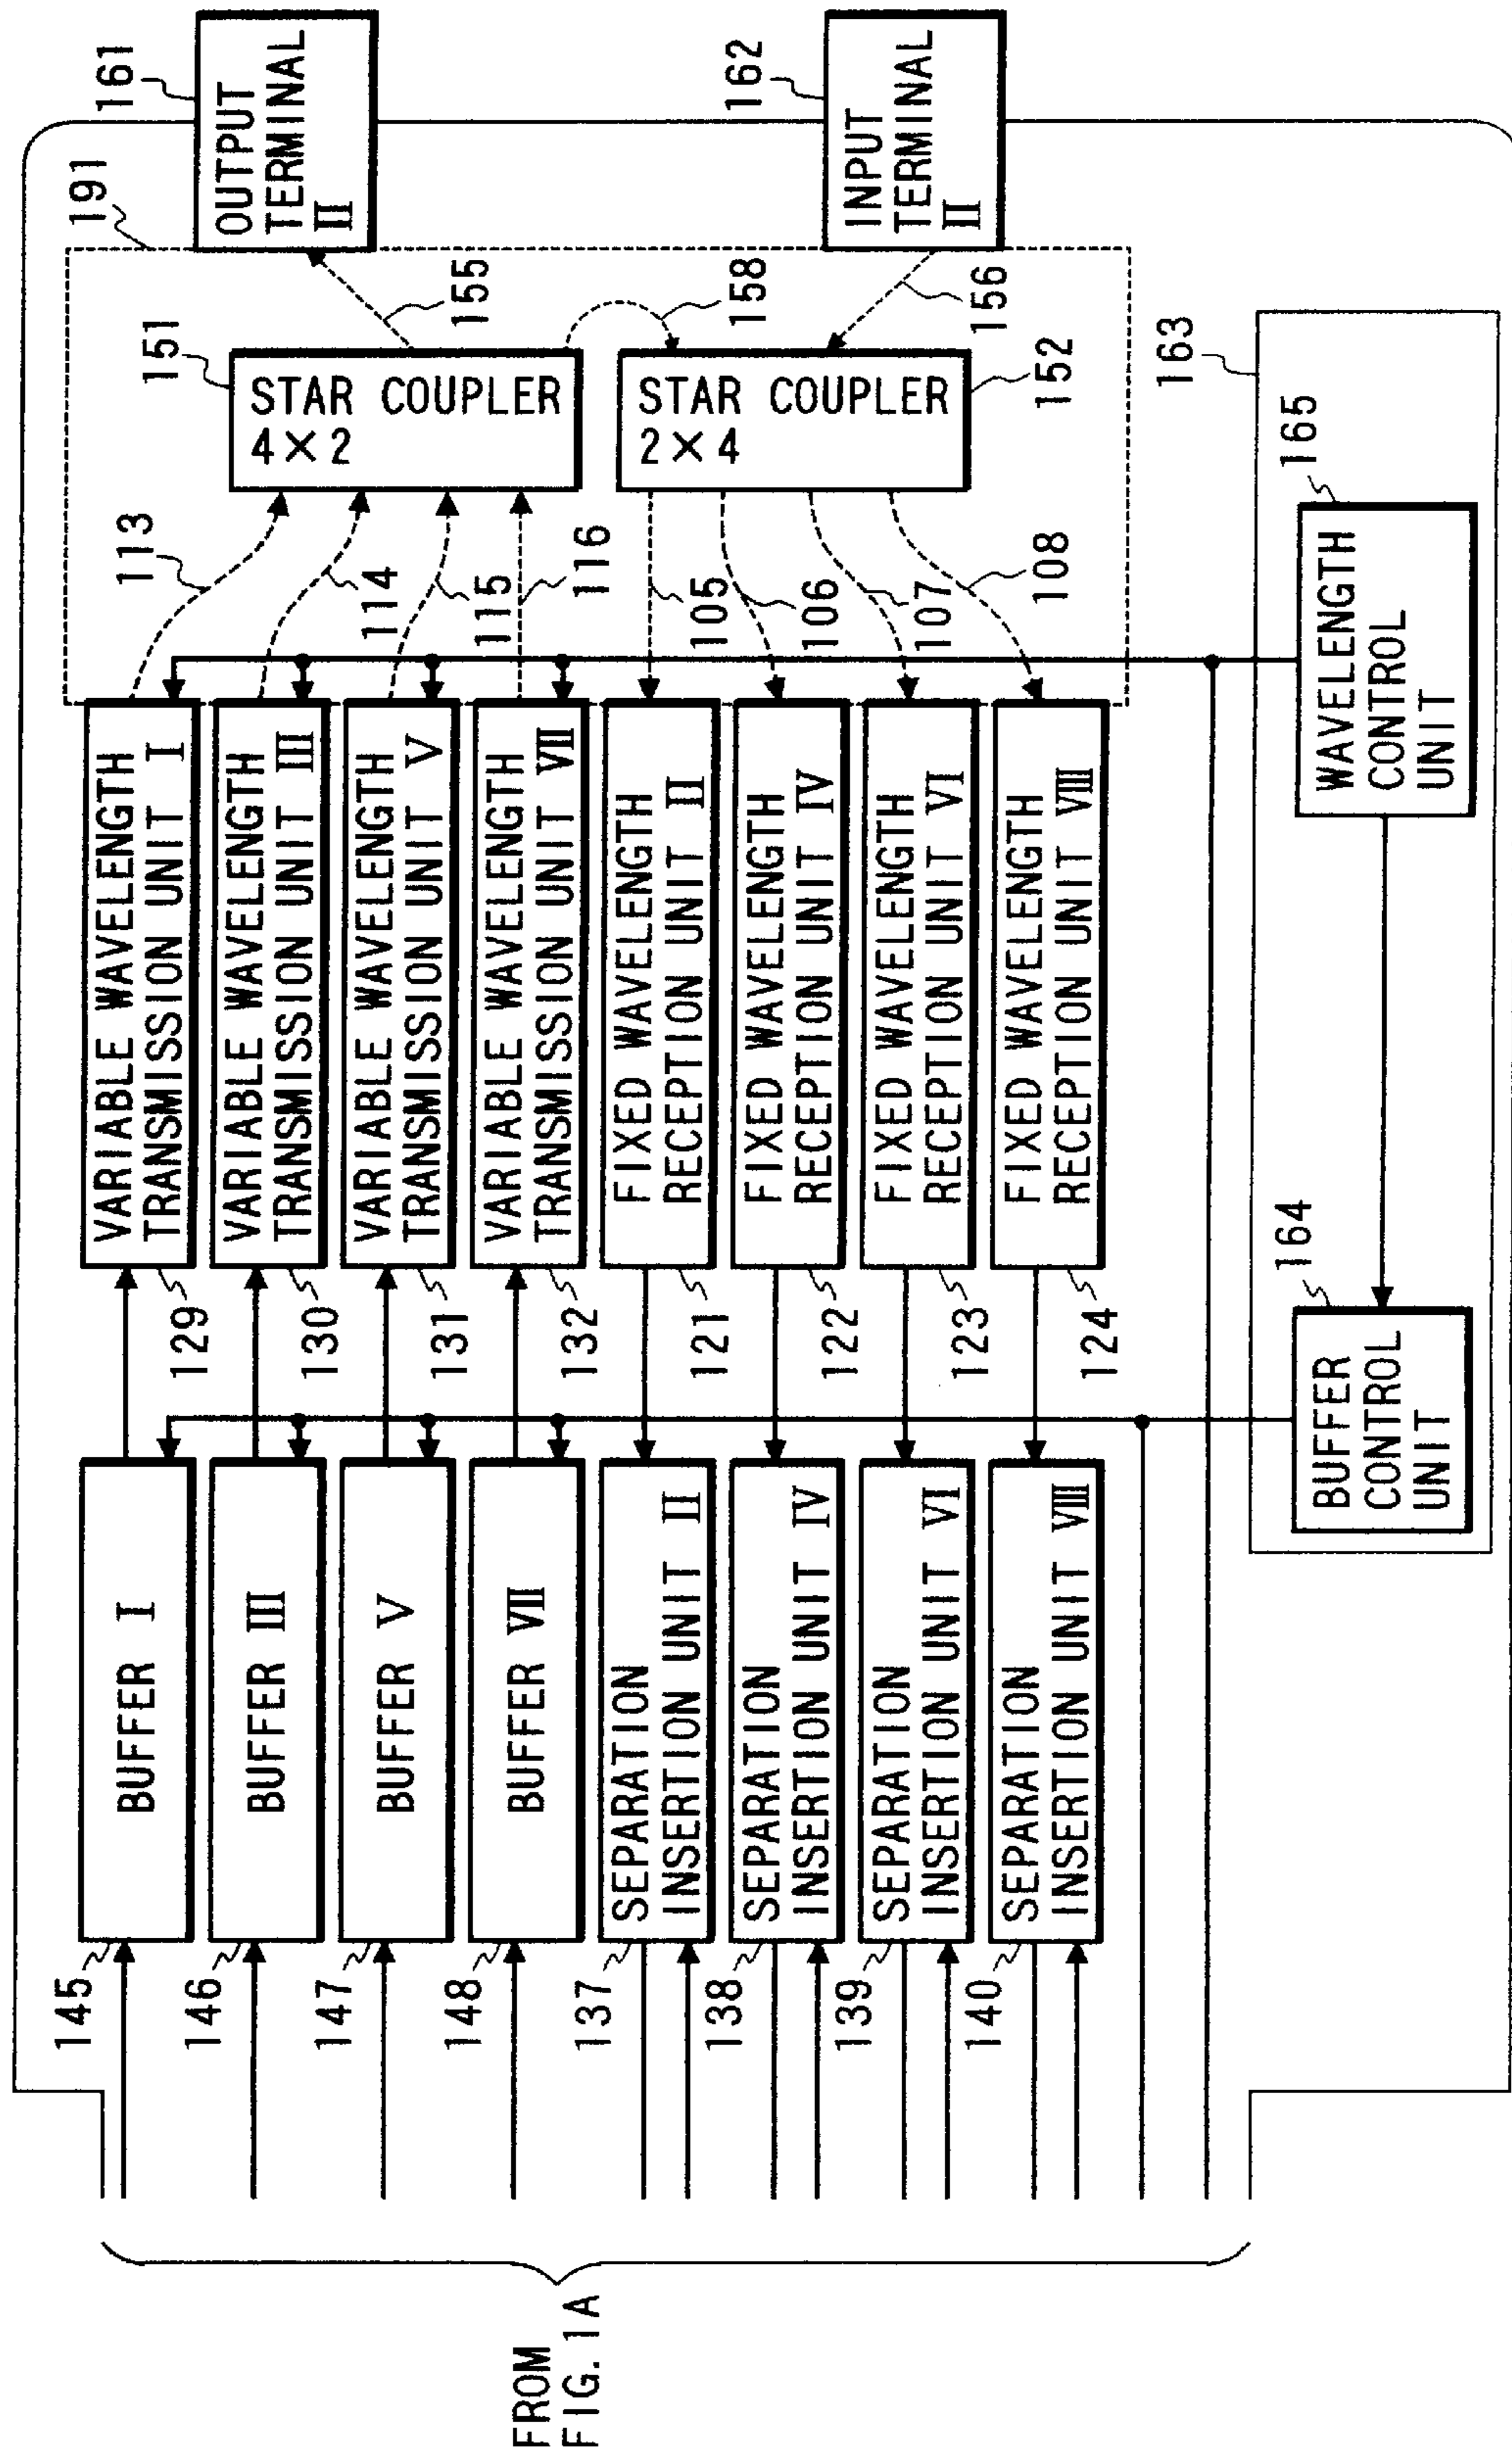 FROM
FIG. 1A
145
BUFFER I
146
BUFFER III
147
BUFFER V
148
BUFFER VII
137
SEPARATION
INSERTION UNIT II
138
SEPARATION
INSERTION UNIT IV
139
SEPARATION
INSERTION UNIT VI
140
SEPARATION
INSERTION UNIT VIII
129
VARIABLE WAVELENGTH
TRANSMISSION UNIT I
130
VARIABLE WAVELENGTH
TRANSMISSION UNIT III
131
VARIABLE WAVELENGTH
TRANSMISSION UNIT V
132
VARIABLE WAVELENGTH
TRANSMISSION UNIT VII
121
FIXED WAVELENGTH
RECEPTION UNIT II
122
FIXED WAVELENGTH
RECEPTION UNIT IV
123
FIXED WAVELENGTH
RECEPTION UNIT VI
124
FIXED WAVELENGTH
RECEPTION UNIT VIII
113
114
115
116
105
106
107
108
151
STAR COUPLER
4×2
STAR COUPLER
2×4
152
155
158
156
191
161
OUTPUT
TERMINAL
II
162
INPUT
TERMINAL
II
163
164
BUFFER
CONTROL
UNIT
165
WAVELENGTH
CONTROL
UNIT